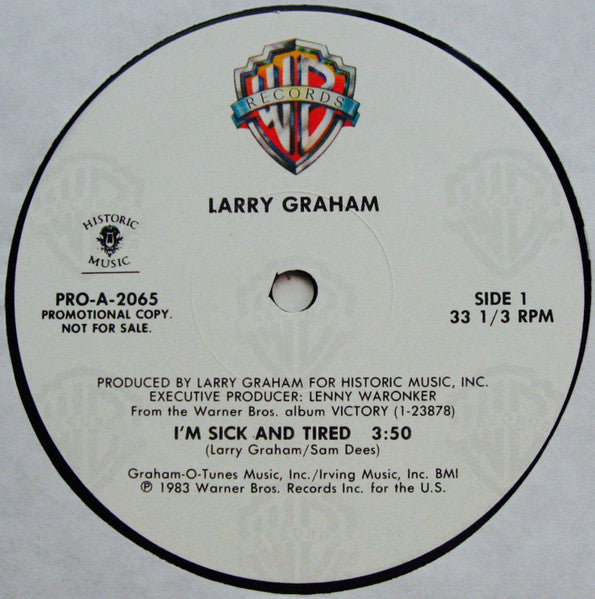 WB
RECORDS
LARRY GRAHAM
HISTORIC
MUSIC
PRO-A-2065
PROMOTIONAL COPY.
NOT FOR SALE.
SIDE 1
33 1/3 RPM
PRODUCED BY LARRY GRAHAM FOR HISTORIC MUSIC, INC.
EXECUTIVE PRODUCER: LENNY WARONKER
From the Warner Bros. album VICTORY (1-23878)
I'M SICK AND TIRED 3:50
(Larry Graham/Sam Dees)
Graham-O-Tunes Music, Inc./Irving Music, Inc. BMI
℗ 1983 Warner Bros. Records Inc. for the U.S.